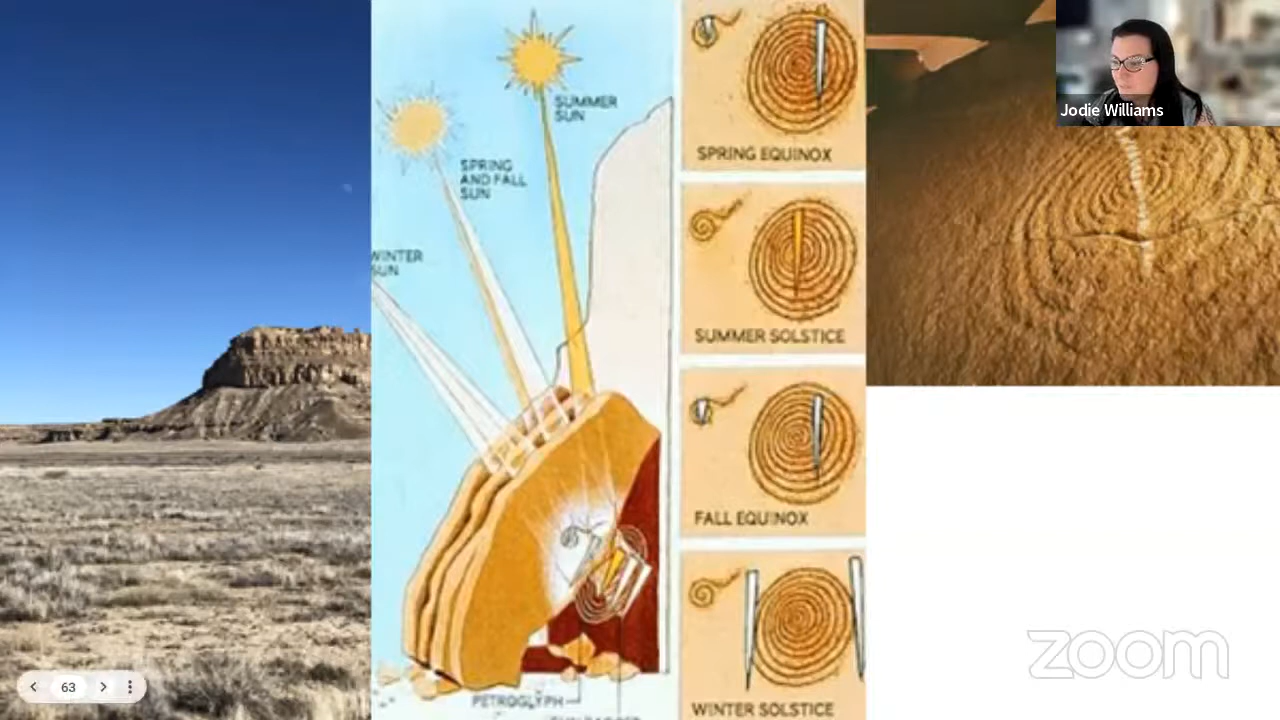 SUMMER
SUN
SPRING
AND FALL
SUN
WINTER
SUN
PETROGLYPH
SPRING EQUINOX
SUMMER SOLSTICE
FALL EQUINOX
WINTER SOLSTICE
Jodie Williams
63
zoom